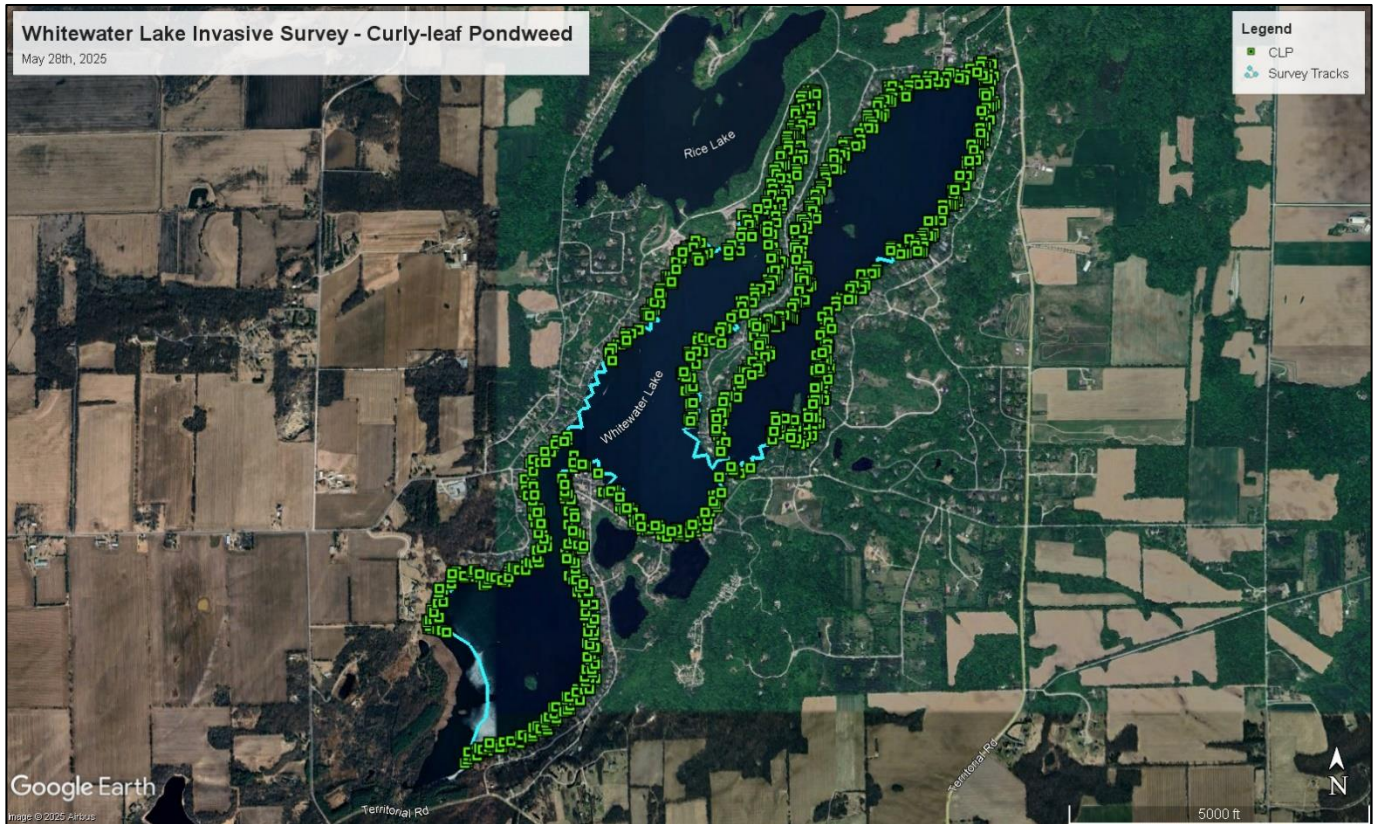 Whitewater Lake Invasive Survey - Curly-leaf Pondweed
May 28th, 2025
Legend
CLP
Survey Tracks
Rice Lake
Whitewater Lake
Territorial Rd
Google Earth
Image © 2025 Airbus
Territorial Rd
N
5000 ft